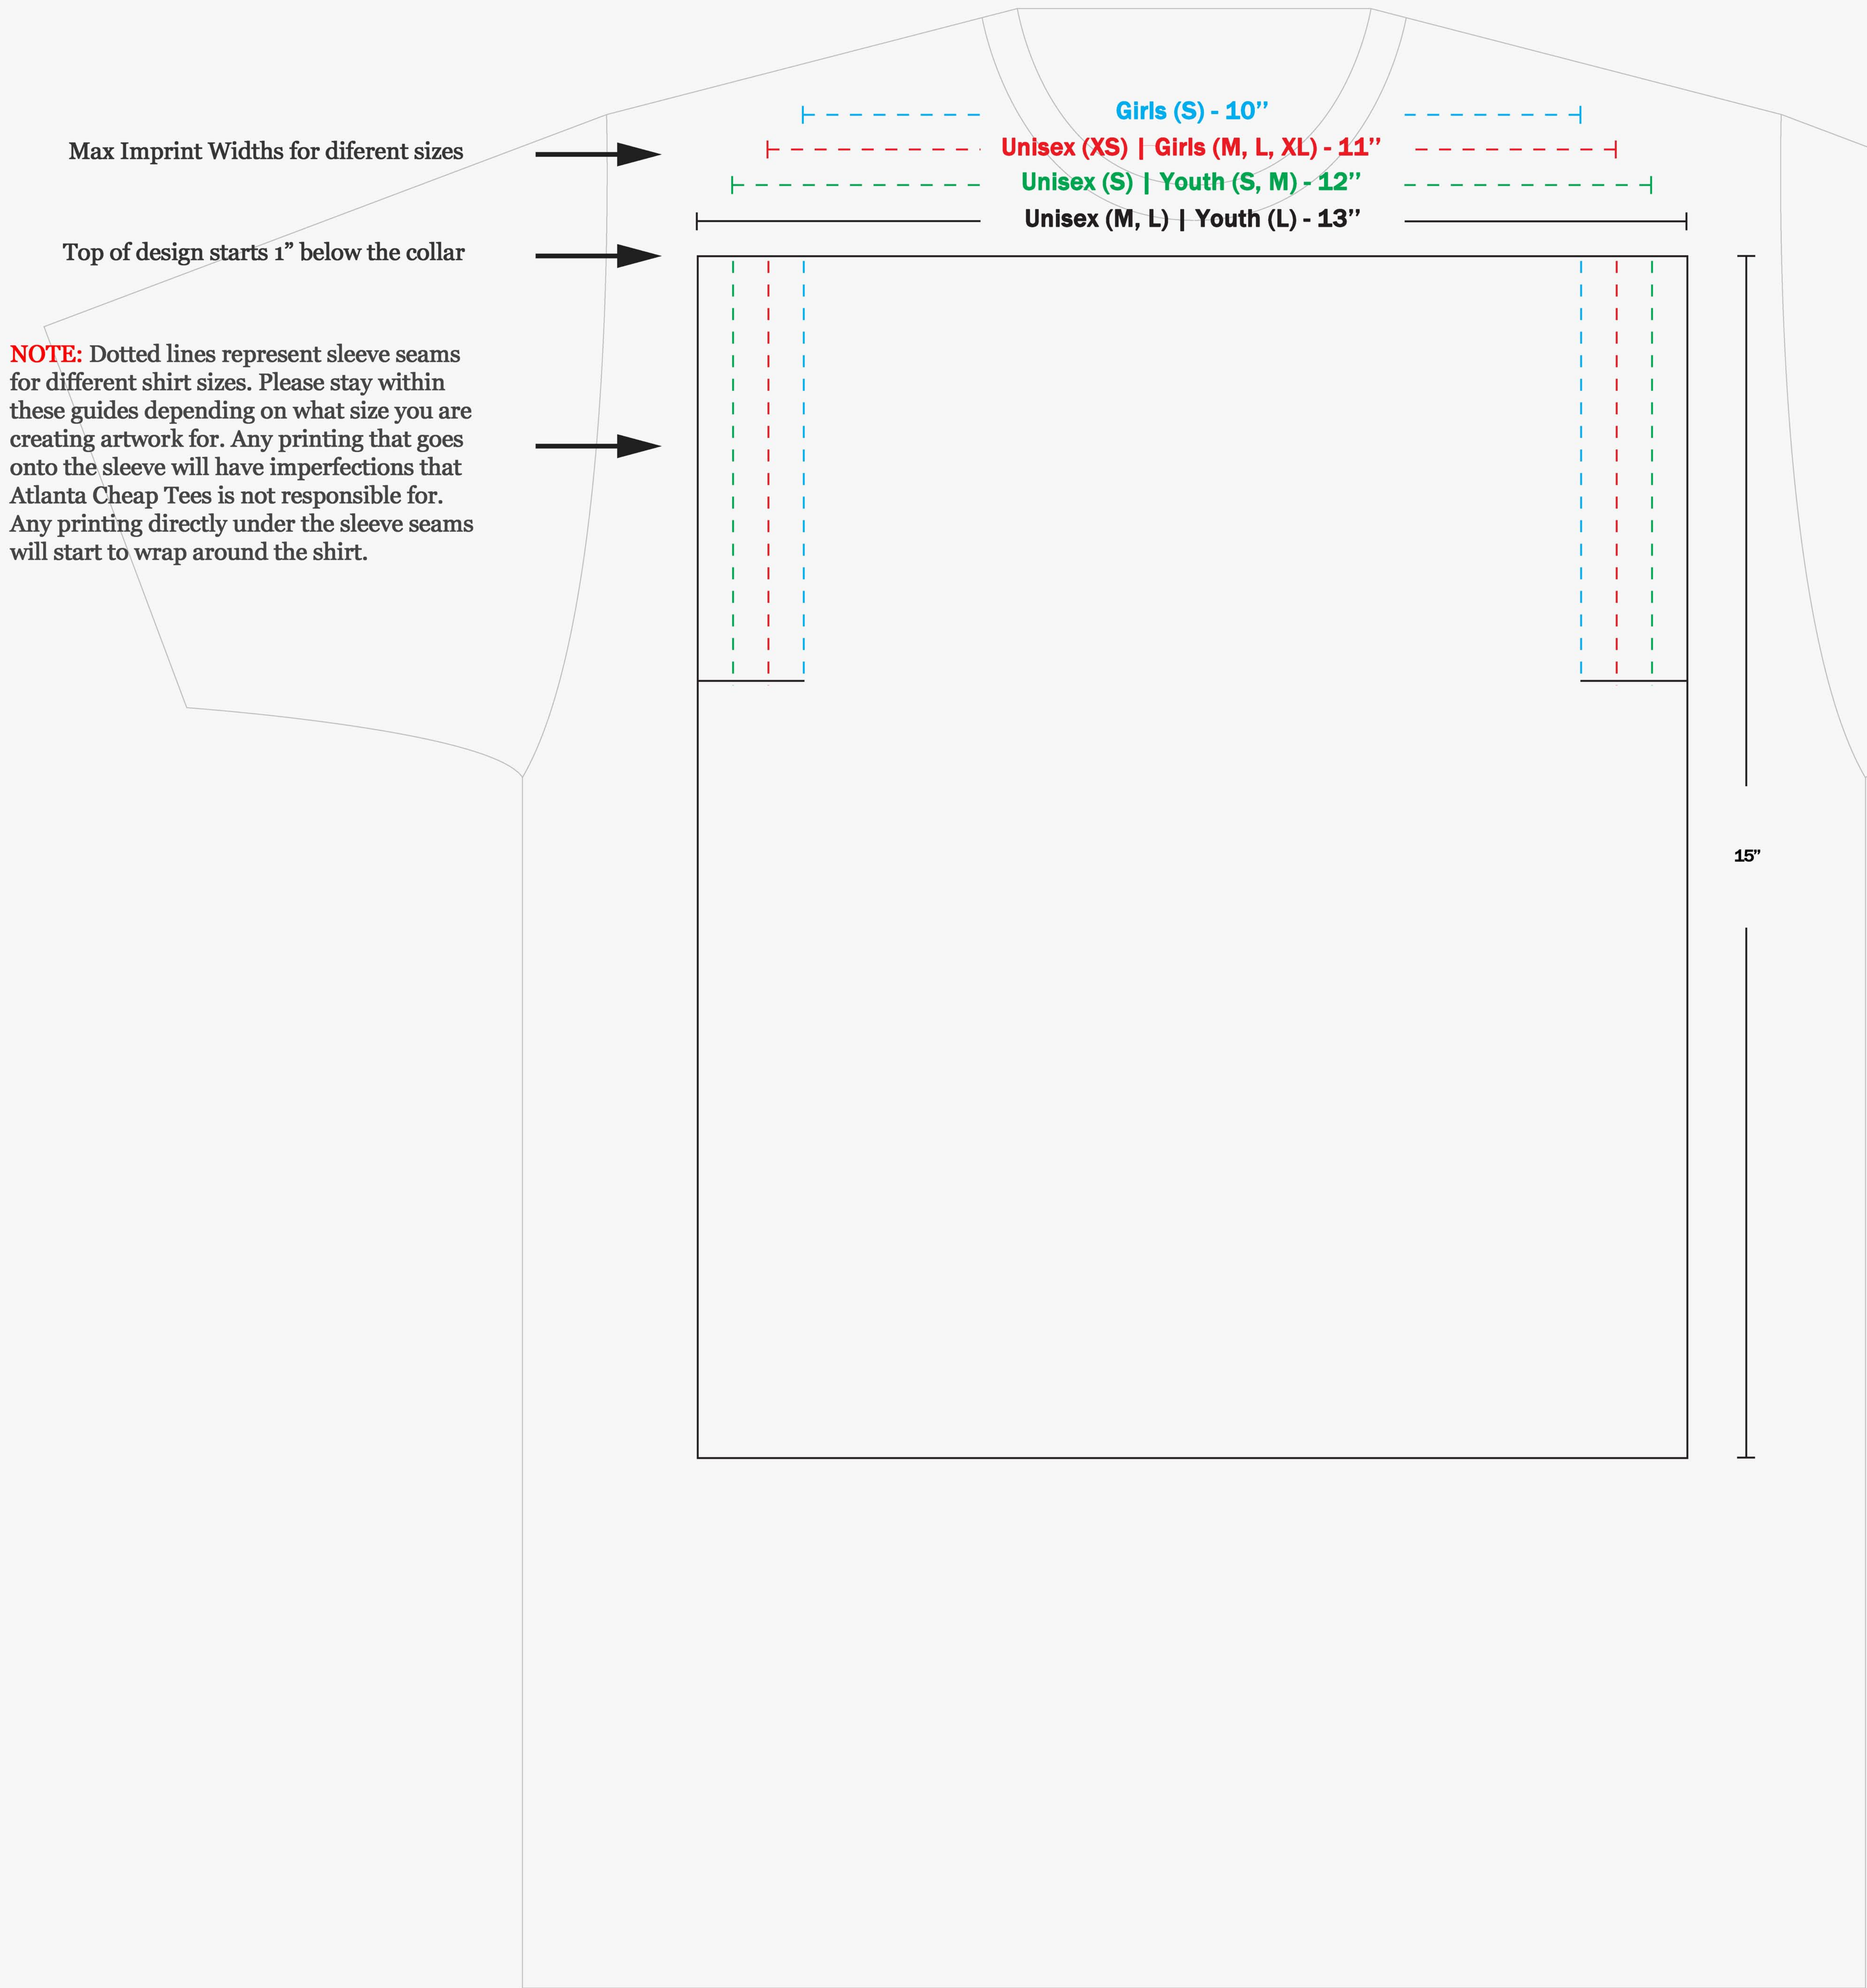 Girls (S) - 10’’
Max Imprint Widths for diferent sizes
Unisex (XS) | Girls (M, L, XL) - 11’’
Unisex (S) | Youth (S, M) - 12’’
Unisex (M, L) | Youth (L) - 13’’
Top of design starts 1” below the collar
NOTE: Dotted lines represent sleeve seams
for different shirt sizes. Please stay within
these guides depending on what size you are
creating artwork for. Any printing that goes
onto the sleeve will have imperfections that
Atlanta Cheap Tees is not responsible for.
Any printing directly under the sleeve seams
will start to wrap around the shirt.
15”